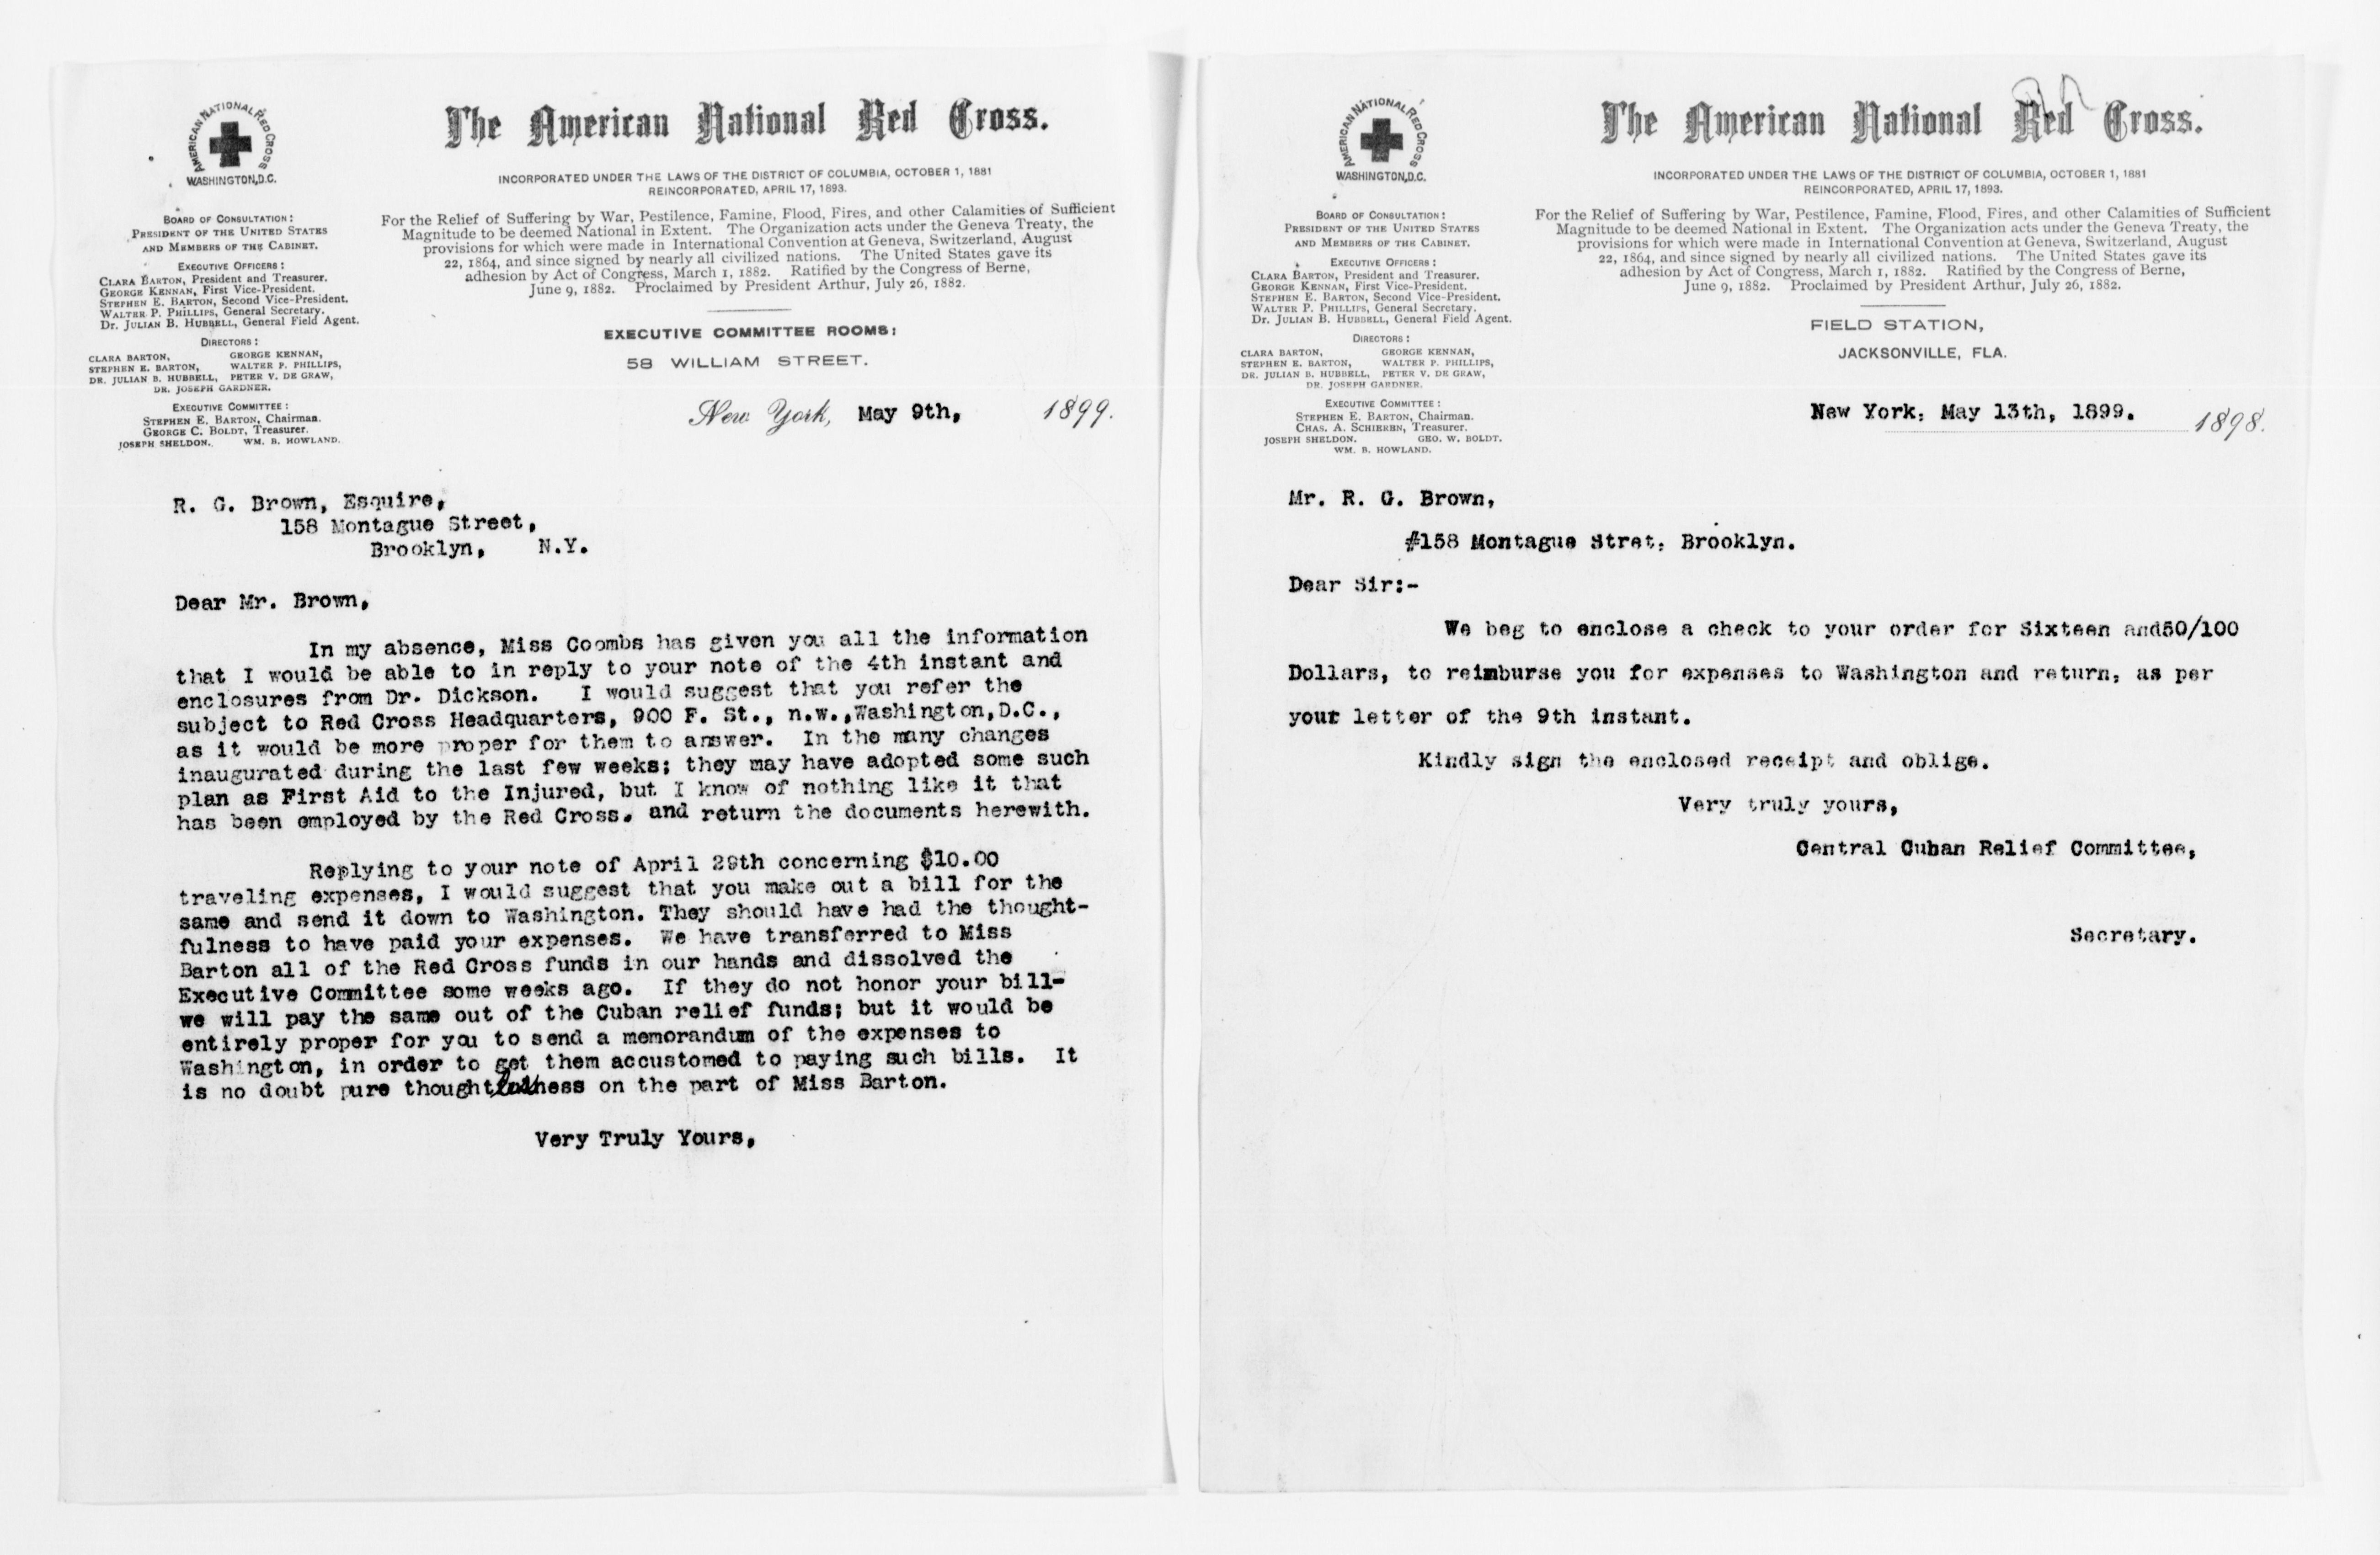 AMERICAN NATIONAL RED CROSS
WASHINGTON, D.C.
The American National Red Cross.
INCORPORATED UNDER THE LAWS OF THE DISTRICT OF COLUMBIA, OCTOBER 1, 1881
REINCORPORATED, APRIL 17, 1893.
For the Relief of Suffering by War, Pestilence, Famine, Flood, Fires, and other Calamities of Sufficient
Magnitude to be deemed National in Extent. The Organization acts under the Geneva Treaty, the
provisions for which were made in International Convention at Geneva, Switzerland, August
22, 1864, and since signed by nearly all civilized nations. The United States gave its
adhesion by Act of Congress, March 1, 1882. Ratified by the Congress of Berne,
June 9, 1882. Proclaimed by President Arthur, July 26, 1882.
BOARD OF CONSULTATION:
PRESIDENT OF THE UNITED STATES
AND MEMBERS OF THE CABINET.
EXECUTIVE OFFICERS:
CLARA BARTON, President and Treasurer.
GEORGE KENNAN, First Vice-President.
STEPHEN E. BARTON, Second Vice-President.
WALTER P. PHILLIPS, General Secretary.
Dr. JULIAN B. HUBBELL, General Field Agent.
DIRECTORS:
CLARA BARTON, GEORGE KENNAN,
STEPHEN E. BARTON, WALTER P. PHILLIPS,
DR. JULIAN B. HUBBELL, PETER V. DE GRAW,
DR. JOSEPH GARDNER.
EXECUTIVE COMMITTEE:
STEPHEN E. BARTON, Chairman.
GEORGE C. BOLDT, Treasurer.
JOSEPH SHELDON. WM. B. HOWLAND.
EXECUTIVE COMMITTEE ROOMS:
58 WILLIAM STREET.
New York, May 9th, 1899.
R. G. Brown, Esquire,
158 Montague Street,
Brooklyn, N.Y.
Dear Mr. Brown,
In my absence, Miss Coombs has given you all the information
that I would be able to in reply to your note of the 4th instant and
enclosures from Dr. Dickson. I would suggest that you refer the
subject to Red Cross Headquarters, 900 F. St., n.w.,Washington,D.C.,
as it would be more proper for them to answer. In the many changes
inaugurated during the last few weeks; they may have adopted some such
plan as First Aid to the Injured, but I know of nothing like it that
has been employed by the Red Cross. and return the documents herewith.
Replying to your note of April 29th concerning $10.00
traveling expenses, I would suggest that you make out a bill for the
same and send it down to Washington. They should have had the thought-
fulness to have paid your expenses. We have transferred to Miss
Barton all of the Red Cross funds in our hands and dissolved the
Executive Committee some weeks ago. If they do not honor your bill-
we will pay the same out of the Cuban relief funds; but it would be
entirely proper for you to send a memorandum of the expenses to
Washington, in order to get them accustomed to paying such bills. It
is no doubt pure thoughtlessness on the part of Miss Barton.
Very Truly Yours,
AMERICAN NATIONAL RED CROSS
WASHINGTON, D.C.
The American National Red Cross.
INCORPORATED UNDER THE LAWS OF THE DISTRICT OF COLUMBIA, OCTOBER 1, 1881
REINCORPORATED, APRIL 17, 1893.
For the Relief of Suffering by War, Pestilence, Famine, Flood, Fires, and other Calamities of Sufficient
Magnitude to be deemed National in Extent. The Organization acts under the Geneva Treaty, the
provisions for which were made in International Convention at Geneva, Switzerland, August
22, 1864, and since signed by nearly all civilized nations. The United States gave its
adhesion by Act of Congress, March 1, 1882. Ratified by the Congress of Berne,
June 9, 1882. Proclaimed by President Arthur, July 26, 1882.
BOARD OF CONSULTATION:
PRESIDENT OF THE UNITED STATES
AND MEMBERS OF THE CABINET.
EXECUTIVE OFFICERS:
CLARA BARTON, President and Treasurer.
GEORGE KENNAN, First Vice-President.
STEPHEN E. BARTON, Second Vice-President.
WALTER P. PHILLIPS, General Secretary.
Dr. JULIAN B. HUBBELL, General Field Agent.
DIRECTORS:
CLARA BARTON, GEORGE KENNAN,
STEPHEN E. BARTON, WALTER P. PHILLIPS,
DR. JULIAN B. HUBBELL, PETER V. DE GRAW,
DR. JOSEPH GARDNER.
EXECUTIVE COMMITTEE:
STEPHEN E. BARTON, Chairman.
CHAS. A. SCHIEREN, Treasurer.
JOSEPH SHELDON. GEO. W. BOLDT.
WM. B. HOWLAND.
FIELD STATION,
JACKSONVILLE, FLA.
New York, May 13th, 1899. 1898.
Mr. R. G. Brown,
#158 Montague Stret, Brooklyn.
Dear Sir:-
We beg to enclose a check to your order for Sixteen and50/100
Dollars, to reimburse you for expenses to Washington and return, as per
your letter of the 9th instant.
Kindly sign the enclosed receipt and oblige.
Very truly yours,
Central Cuban Relief Committee,
Secretary.